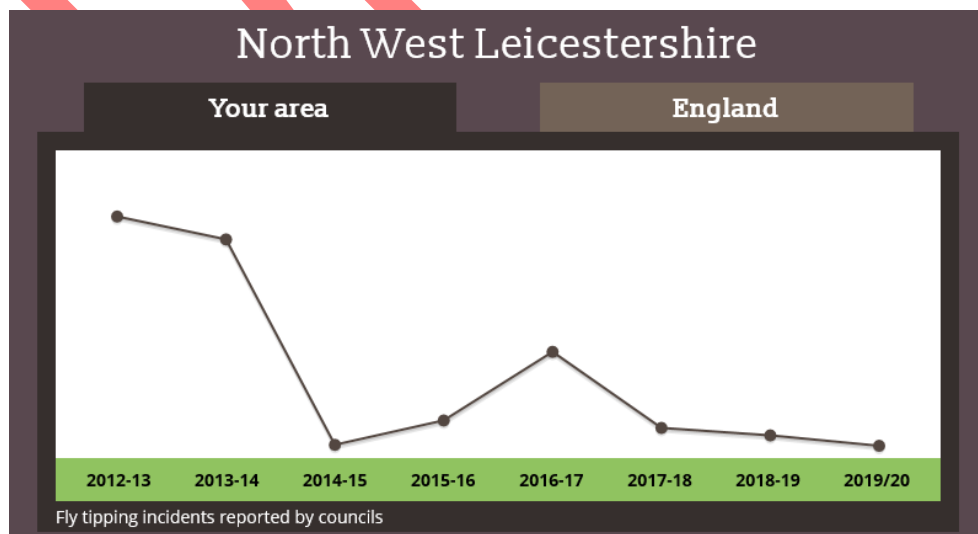 North West Leicestershire
Your area England
2012-13 2013-14 2014-15 2015-16 2016-17 2017-18 2018-19 2019/20
Fly tipping incidents reported by councils